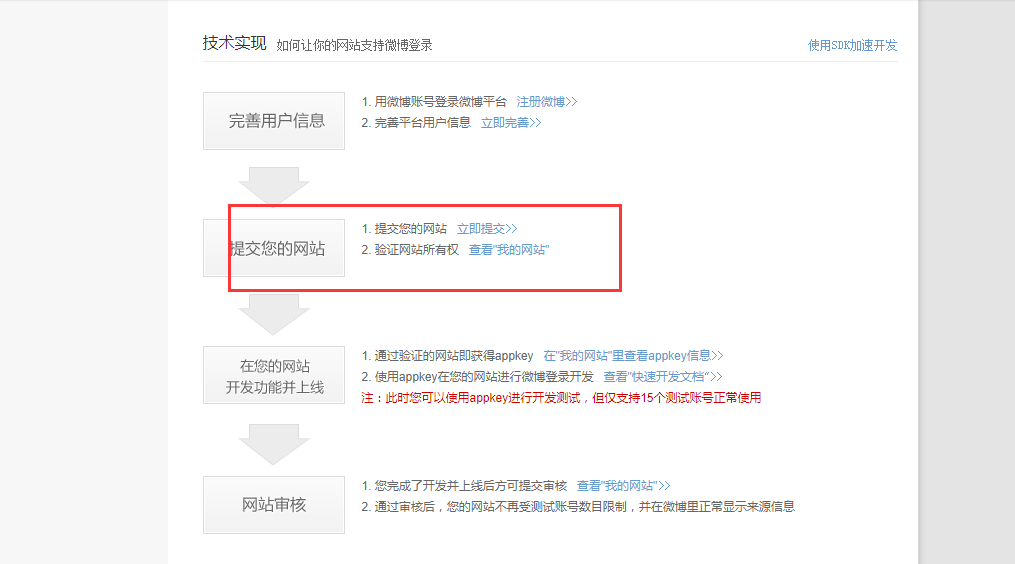 技术实现 如何让你的网站支持微博登录 使用SDK加速开发
完善用户信息
1. 用微博账号登录微博平台 注册微博>>
2. 完善平台用户信息 立即完善>>
提交您的网站
1. 提交您的网站 立即提交>>
2. 验证网站所有权 查看"我的网站"
在您的网站
开发功能并上线
1. 通过验证的网站即获得appkey 在"我的网站"里查看appkey信息>>
2. 使用appkey在您的网站进行微博登录开发 查看"快速开发文档">>
注：此时您可以使用appkey进行开发测试，但仅支持15个测试账号正常使用
网站审核
1. 您完成了开发并上线后方可提交审核 查看"我的网站">>
2. 通过审核后，您的网站不再受测试账号数目限制，并在微博里正常显示来源信息